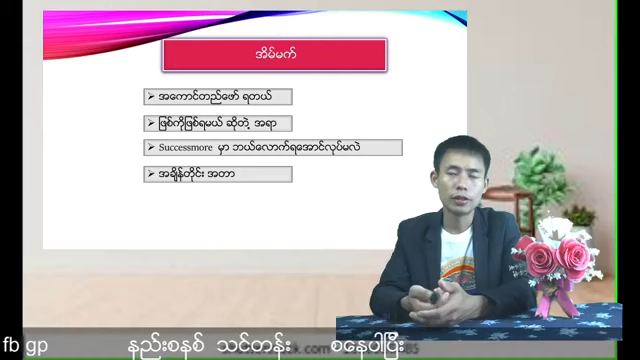 အိမ်မက်
➢ အကောင်တည်ဖော် ရတယ်
➢ ဖြစ်ကိုဖြစ်ရမယ် ဆိုတဲ့ အရာ
➢ Successmore မှာ ဘယ်လောက်ရအောင်လုပ်မလဲ
➢ အချိန်တိုင်း အတာ
fb gp နည်းစနစ် သင်တန်း စနေပါပြီး